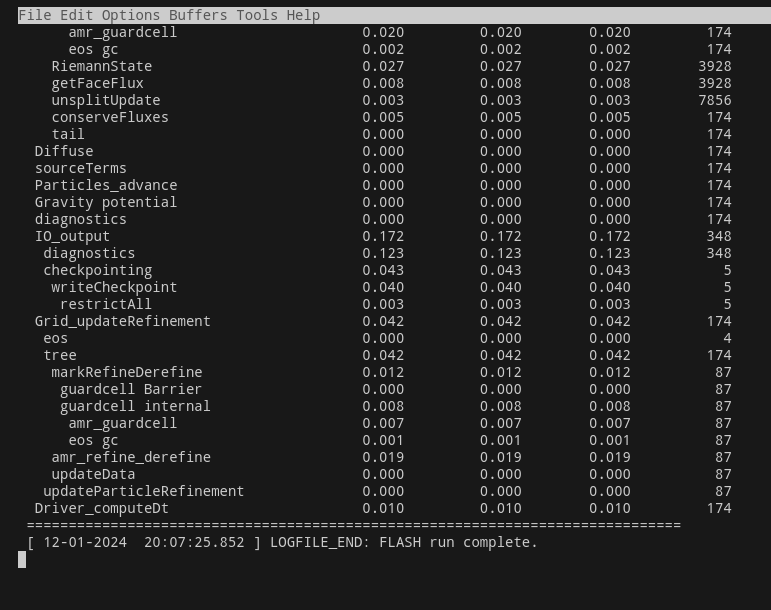 File Edit Options Buffers Tools Help
amr_guardcell 0.020 0.020 0.020 174
eos gc 0.002 0.002 0.002 174
RiemannState 0.027 0.027 0.027 3928
getFaceFlux 0.008 0.008 0.008 3928
unsplitUpdate 0.003 0.003 0.003 7856
conserveFluxes 0.005 0.005 0.005 174
tail 0.000 0.000 0.000 174
Diffuse 0.000 0.000 0.000 174
sourceTerms 0.000 0.000 0.000 174
Particles_advance 0.000 0.000 0.000 174
Gravity potential 0.000 0.000 0.000 174
diagnostics 0.000 0.000 0.000 174
IO_output 0.172 0.172 0.172 348
diagnostics 0.123 0.123 0.123 348
checkpointing 0.043 0.043 0.043 5
writeCheckpoint 0.040 0.040 0.040 5
restrictAll 0.003 0.003 0.003 5
Grid_updateRefinement 0.042 0.042 0.042 174
eos 0.000 0.000 0.000 4
tree 0.042 0.042 0.042 174
markRefineDerefine 0.012 0.012 0.012 87
guardcell Barrier 0.000 0.000 0.000 87
guardcell internal 0.008 0.008 0.008 87
amr_guardcell 0.007 0.007 0.007 87
eos gc 0.001 0.001 0.001 87
amr_refine_derefine 0.019 0.019 0.019 87
updateData 0.000 0.000 0.000 87
updateParticleRefinement 0.000 0.000 0.000 87
Driver_computeDt 0.010 0.010 0.010 174
==============================================================================
[ 12-01-2024 20:07:25.852 ] LOGFILE_END: FLASH run complete.